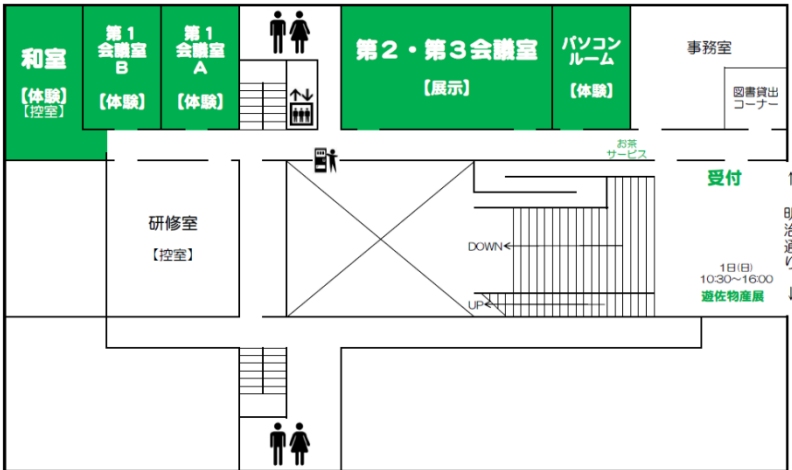 和室
【体験】
【控室】
第1
会議室
B
【体験】
第1
会議室
A
【体験】
第2・第3会議室
【展示】
パソコン
ルーム
【体験】
事務室
図書貸出
コーナー
お茶
サービス
受付
研修室
【控室】
DOWN
UP
明治通り
1日(日)
10:30~16:00
遊佐物産展